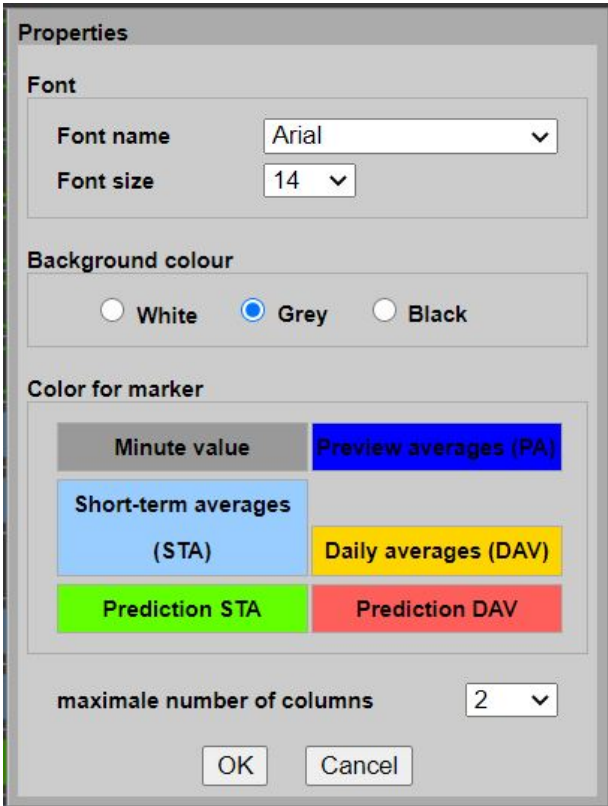 Properties
Font
Font name Arial
Font size 14
Background colour
White Grey Black
Color for marker
Minute value Preview averages (PA)
Short-term averages
(STA) Daily averages (DAV)
Prediction STA Prediction DAV
maximale number of columns 2
OK Cancel